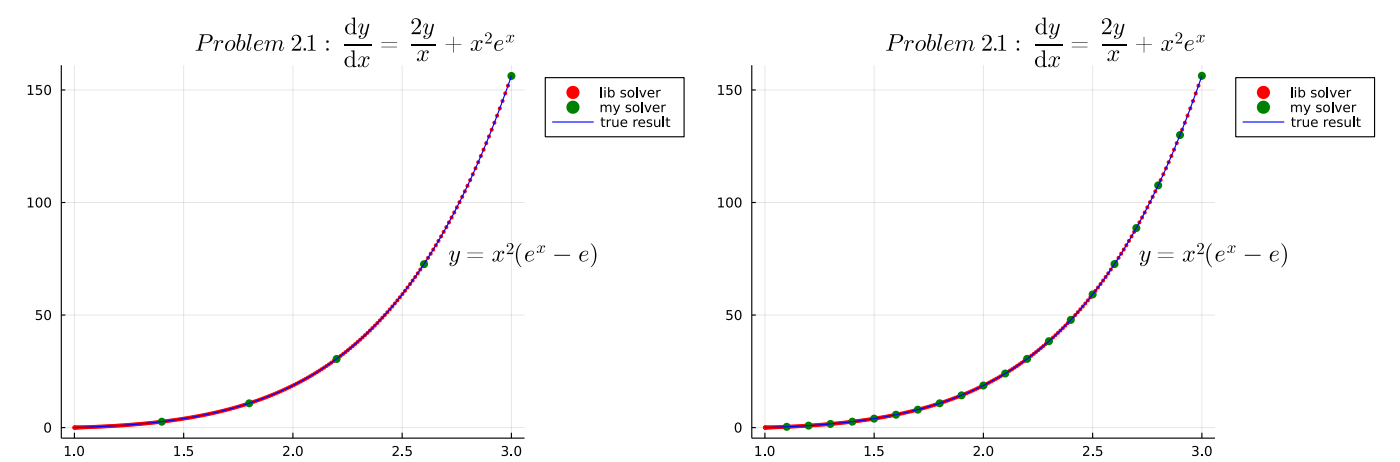 Problem 2.1 : dy/dx = 2y/x + x²eˣ
150
100
50
0
1.0 1.5 2.0 2.5 3.0
y = x²(eˣ − e)
lib solver
my solver
true result
Problem 2.1 : dy/dx = 2y/x + x²eˣ
150
100
50
0
1.0 1.5 2.0 2.5 3.0
y = x²(eˣ − e)
lib solver
my solver
true result